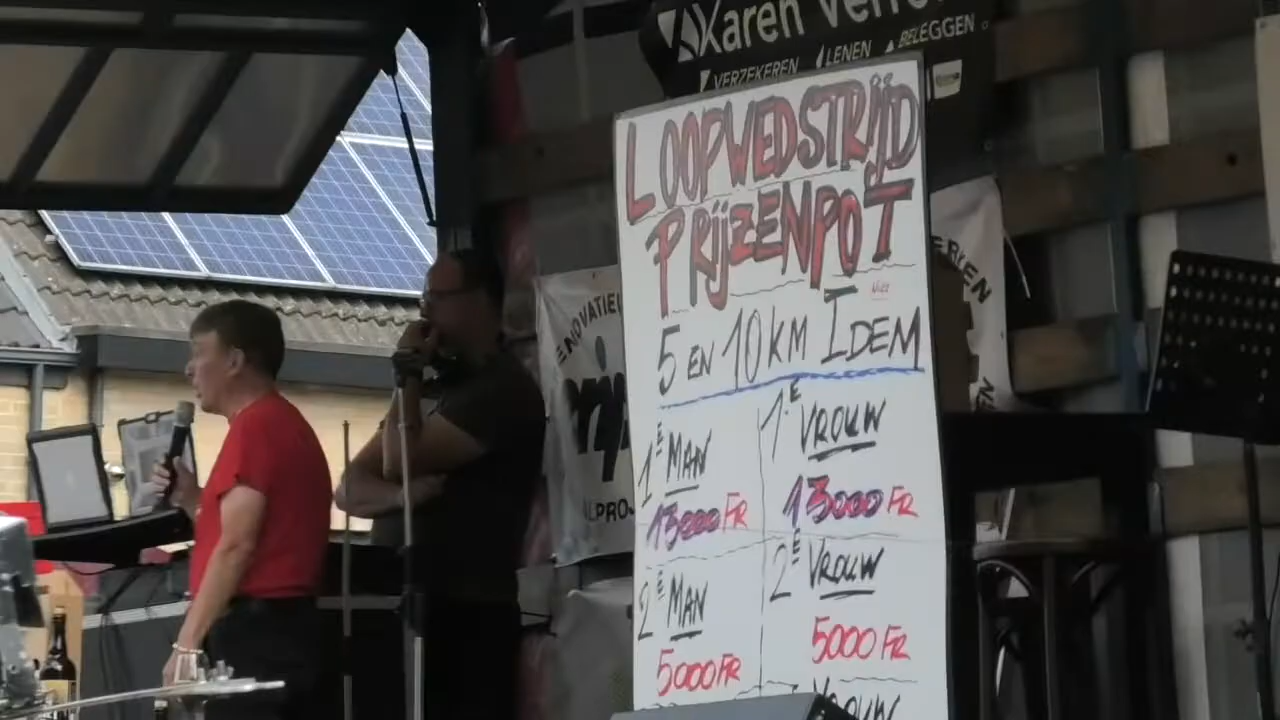 Karen
VERZEKEREN LENEN BELEGGEN
LOOPWEDSTRIJD
PRIJZENPOT
5 EN 10 KM IDEM
1E MAN
13000 FR
1E VROUW
13000 FR
2E MAN
5000 FR
2E VROUW
5000 FR
VROUW